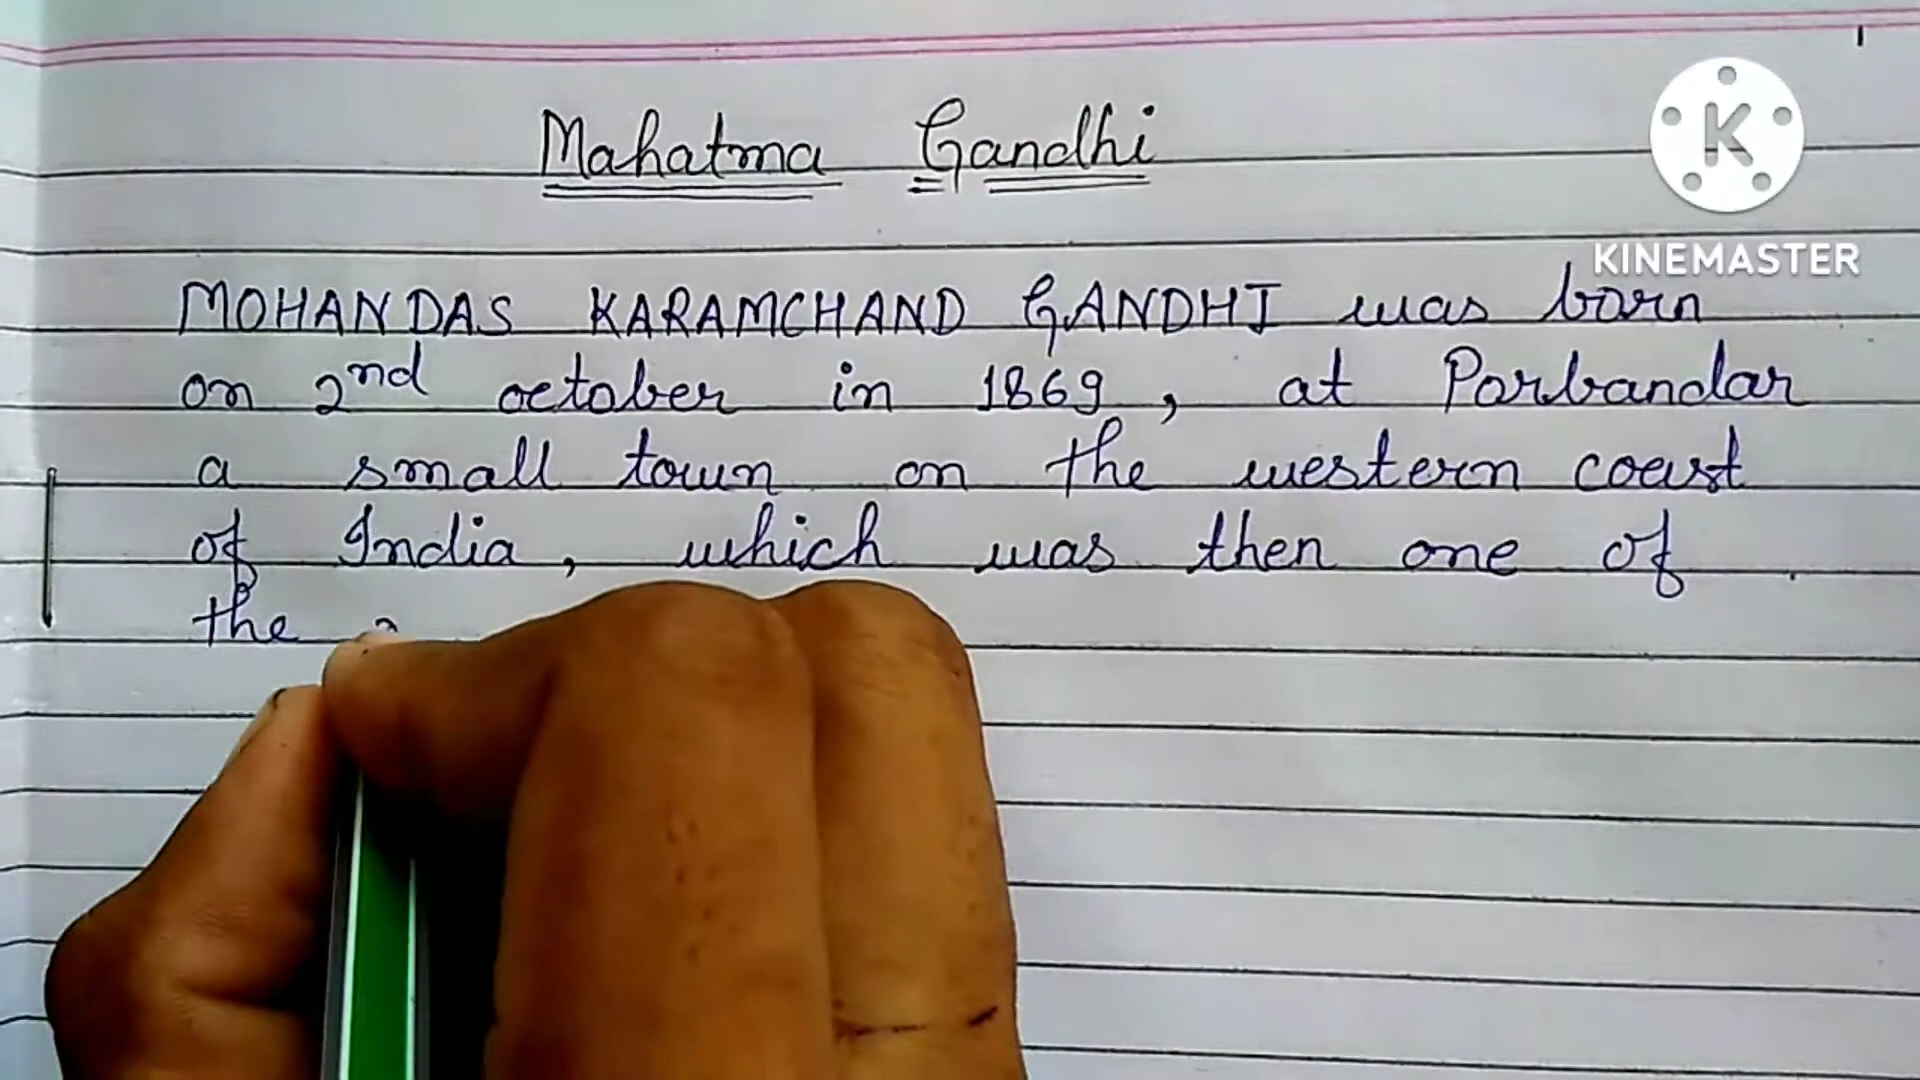 Mahatma Gandhi
KINEMASTER
MOHANDAS KARAMCHAND GANDHI was born
on 2nd october in 1869, at Porbandar
a small town on the western coast
of India, which was then one of
the